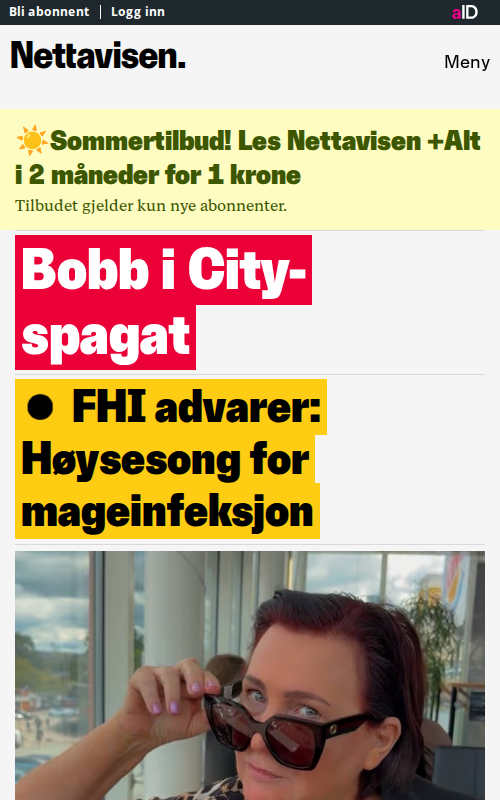 Bli abonnent | Logg inn
aID
Nettavisen.
Meny
☀️Sommertilbud! Les Nettavisen +Alt
i 2 måneder for 1 krone
Tilbudet gjelder kun nye abonnenter.
Bobb i City-
spagat
● FHI advarer:
Høysesong for
mageinfeksjon